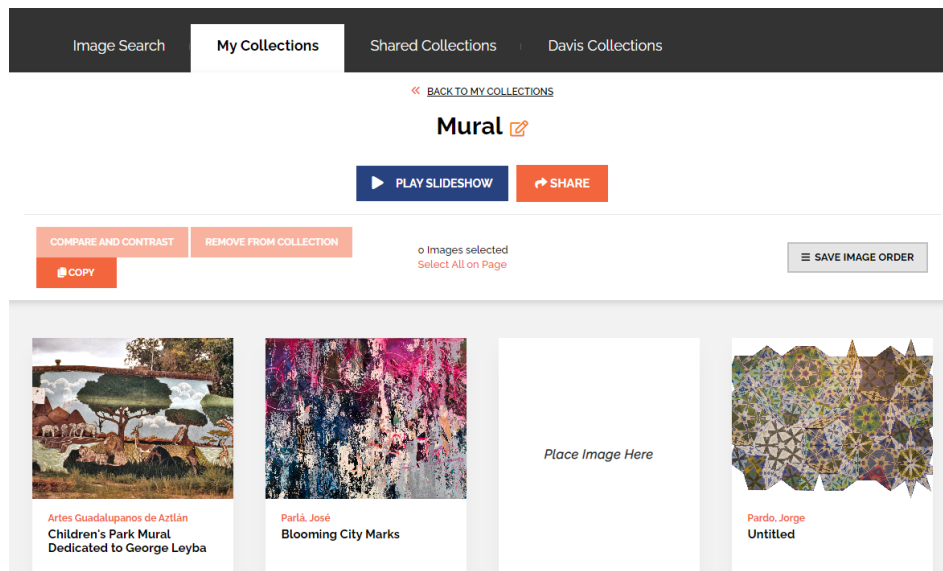 Image Search
My Collections
Shared Collections
Davis Collections
« BACK TO MY COLLECTIONS
Mural
PLAY SLIDESHOW
SHARE
COMPARE AND CONTRAST
REMOVE FROM COLLECTION
COPY
0 Images selected
Select All on Page
SAVE IMAGE ORDER
Artes Guadalupanos de Aztlán
Children's Park Mural
Dedicated to George Leyba
Parlá, José
Blooming City Marks
Place Image Here
Pardo, Jorge
Untitled